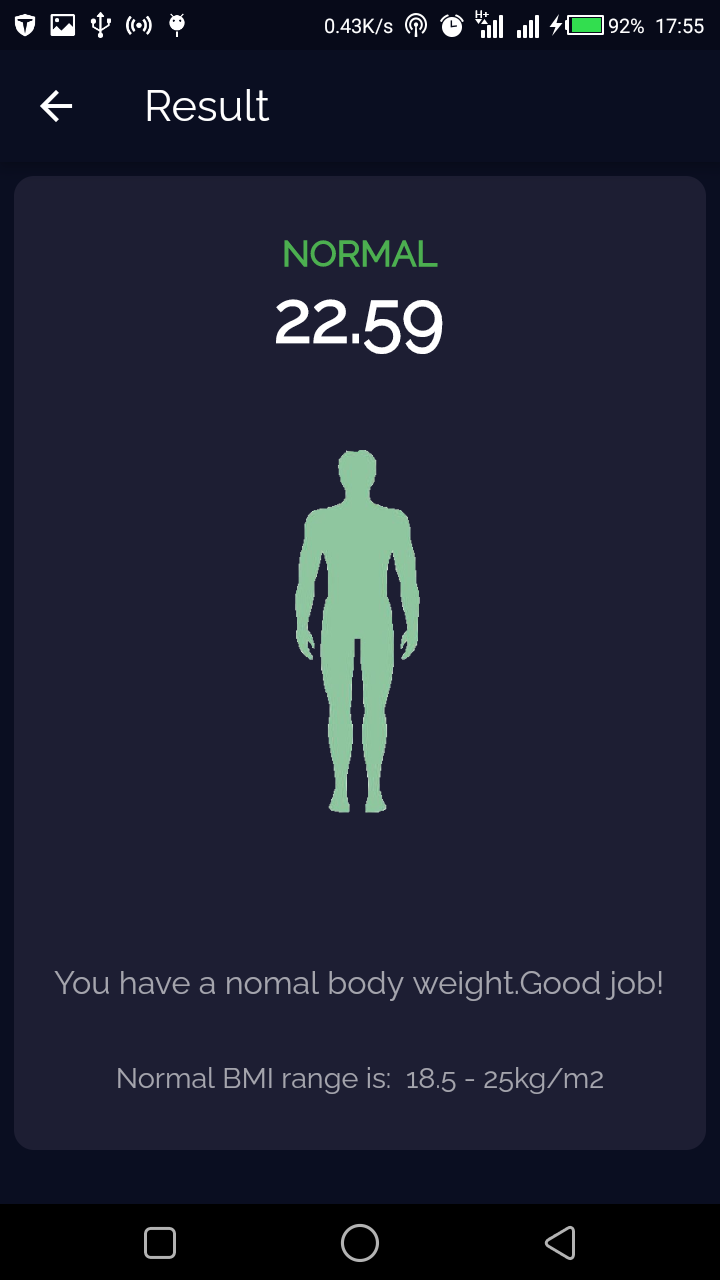 0.43K/s H+ 92% 17:55
Result
NORMAL
22.59
You have a nomal body weight.Good job!
Normal BMI range is: 18.5 - 25kg/m2